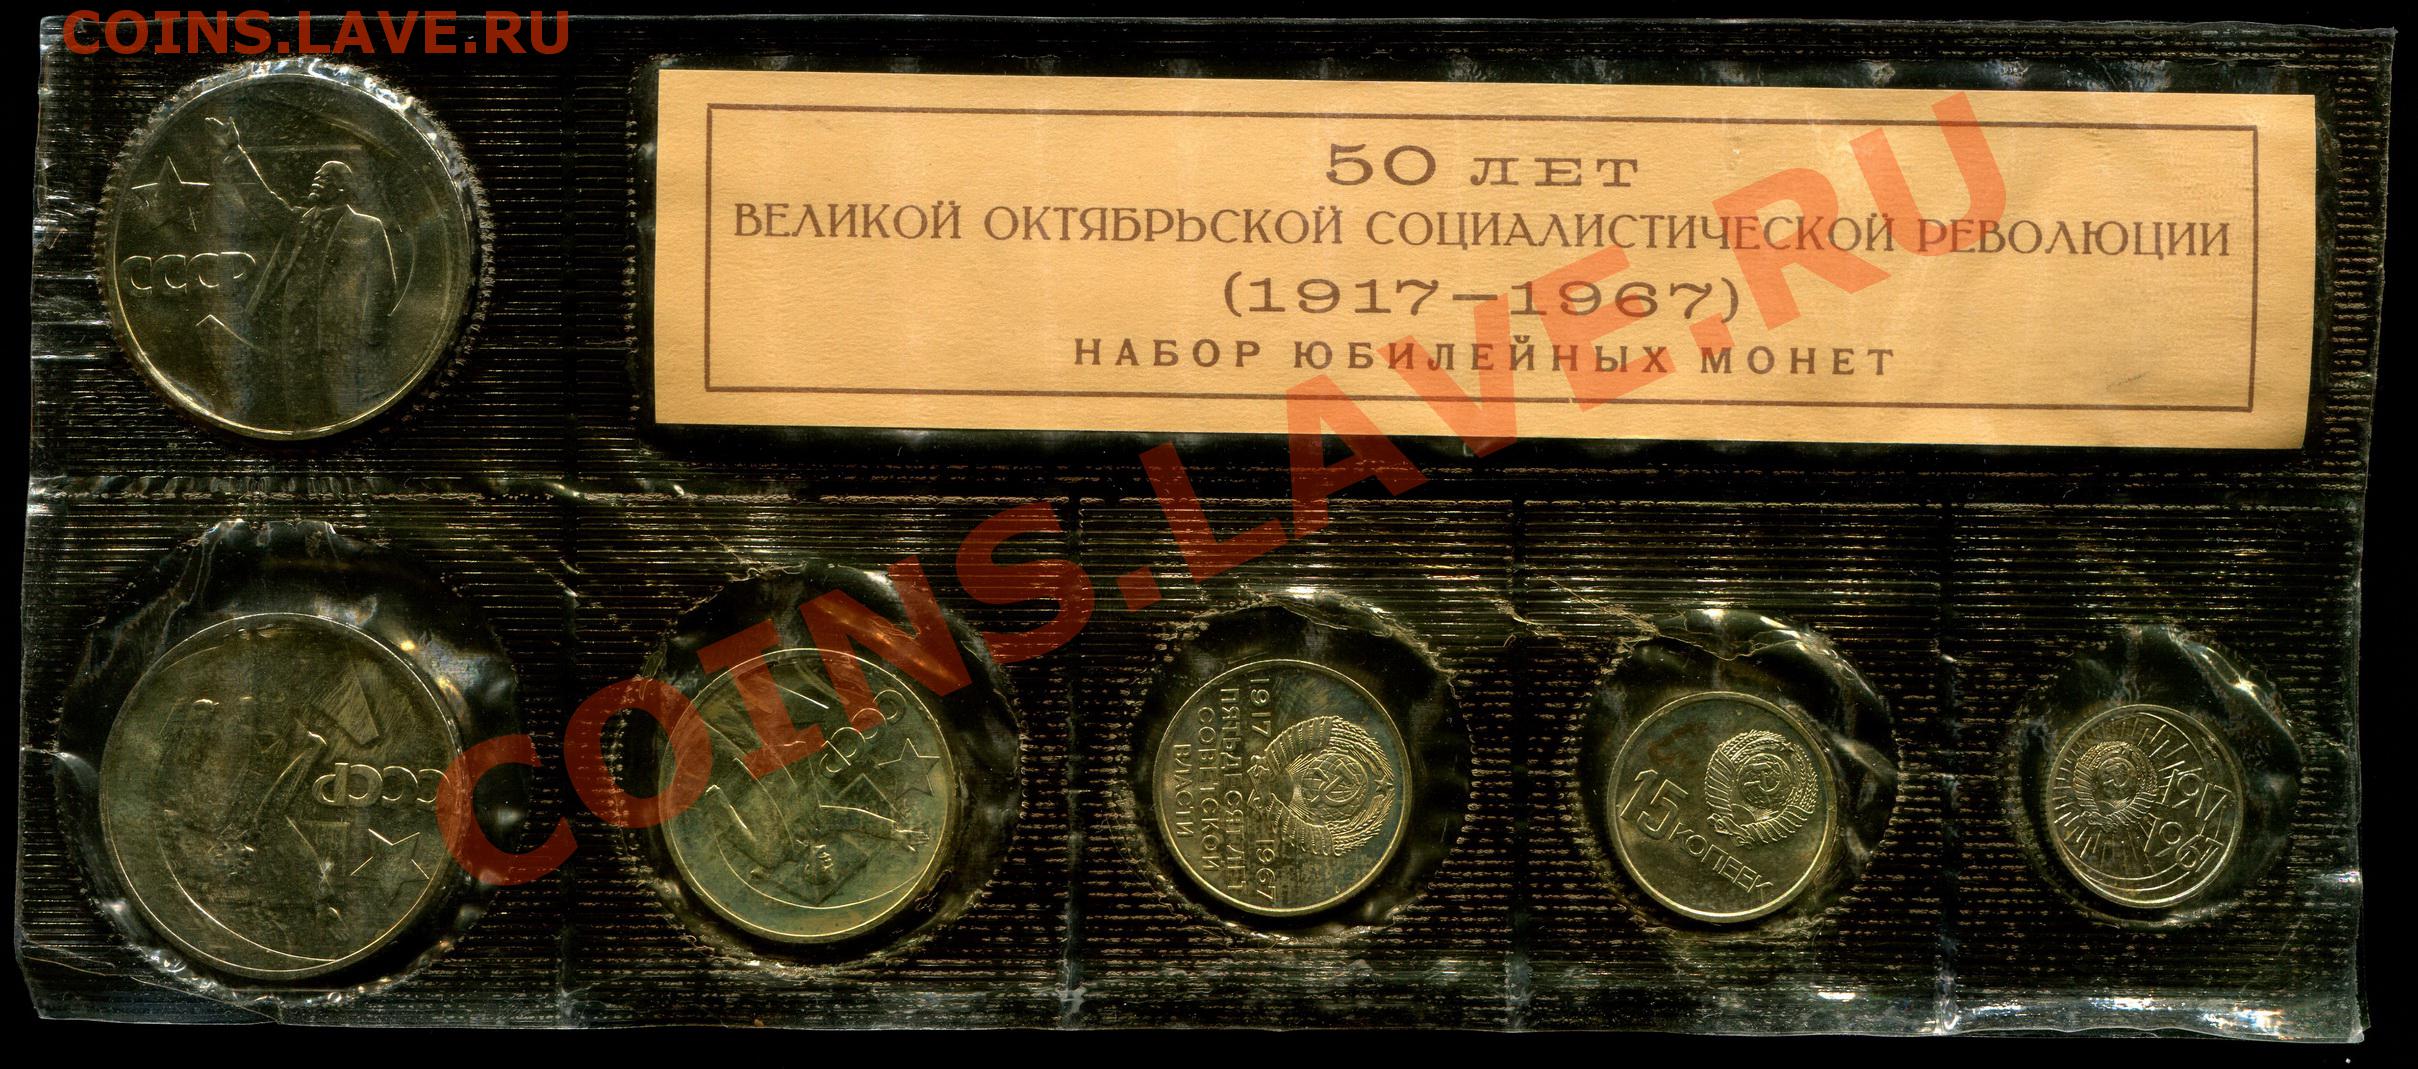 COINS.LAVE.RU
50 ЛЕТ
ВЕЛИКОЙ ОКТЯБРЬСКОЙ СОЦИАЛИСТИЧЕСКОЙ РЕВОЛЮЦИИ
(1917—1967)
НАБОР ЮБИЛЕЙНЫХ МОНЕТ
СССР
COINS.LAVE.RU
СССР
СССР
1917 1967
ПЯТЬДЕСЯТ ЛЕТ
СОВЕТСКОЙ
ВЛАСТИ
15 КОПЕЕК
1917
1967